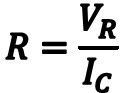 R = V_R / I_C